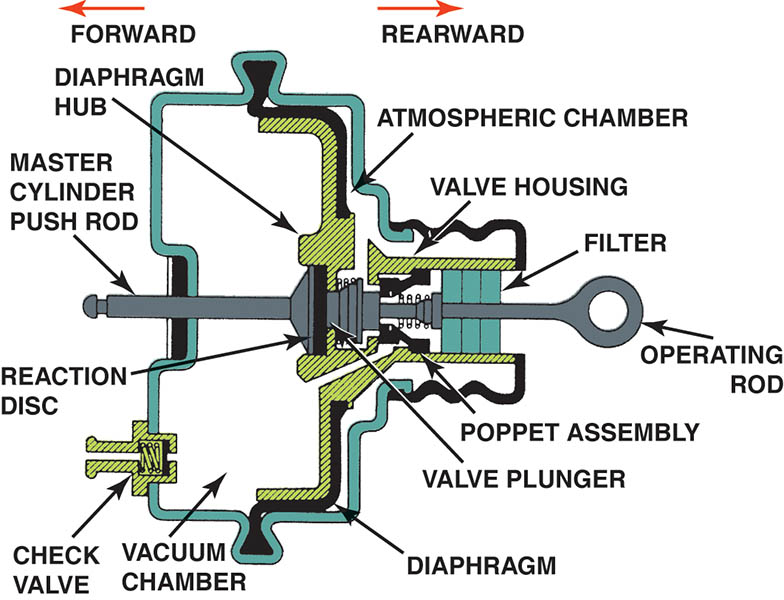 FORWARD
REARWARD
DIAPHRAGM
HUB
ATMOSPHERIC CHAMBER
MASTER
CYLINDER
PUSH ROD
VALVE HOUSING
FILTER
OPERATING
ROD
REACTION
DISC
POPPET ASSEMBLY
VALVE PLUNGER
CHECK
VALVE
VACUUM
CHAMBER
DIAPHRAGM